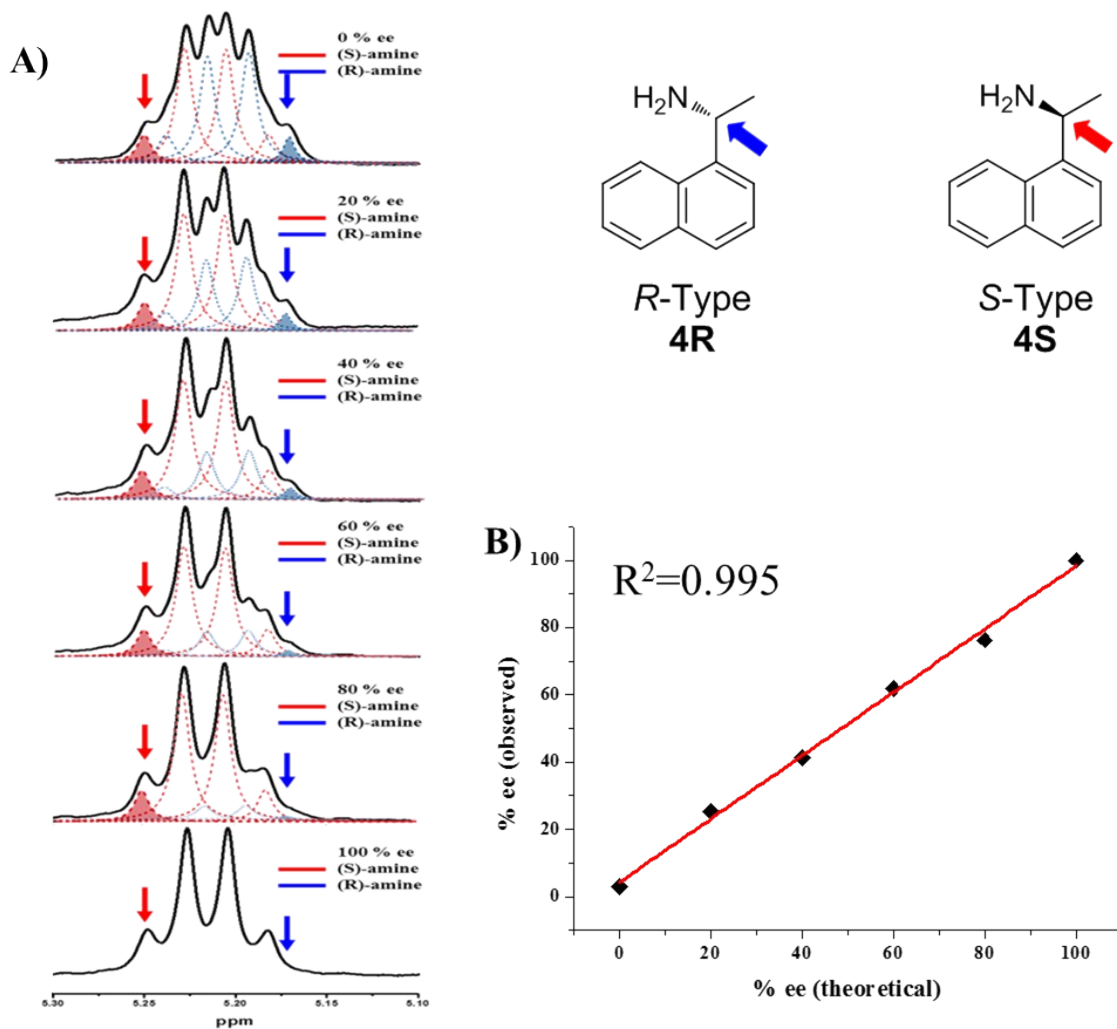 A)
0 % ee
(S)-amine
(R)-amine
20 % ee
(S)-amine
(R)-amine
40 % ee
(S)-amine
(R)-amine
60 % ee
(S)-amine
(R)-amine
80 % ee
(S)-amine
(R)-amine
100 % ee
(S)-amine
(R)-amine
5.30 5.25 5.20 5.15 5.10
ppm
H₂N
R-Type
4R
H₂N
S-Type
4S
B)
R²=0.995
% ee (observed)
100
80
60
40
20
0
0 20 40 60 80 100
% ee (theoretical)